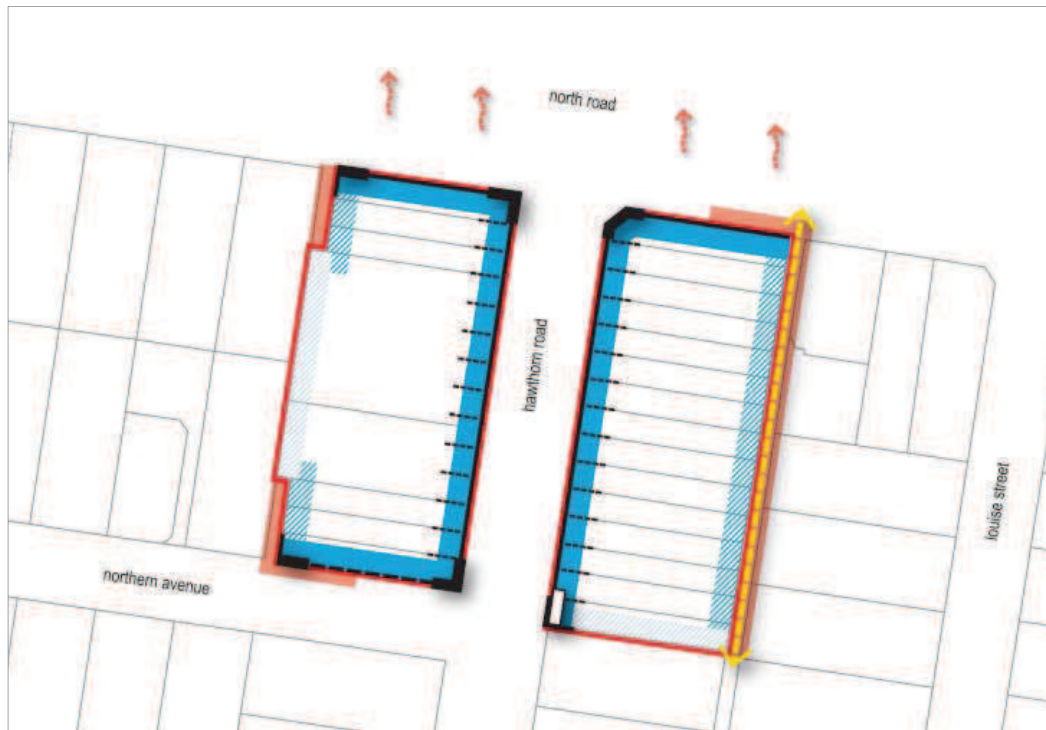 north road
hawthorn road
louise street
northern avenue